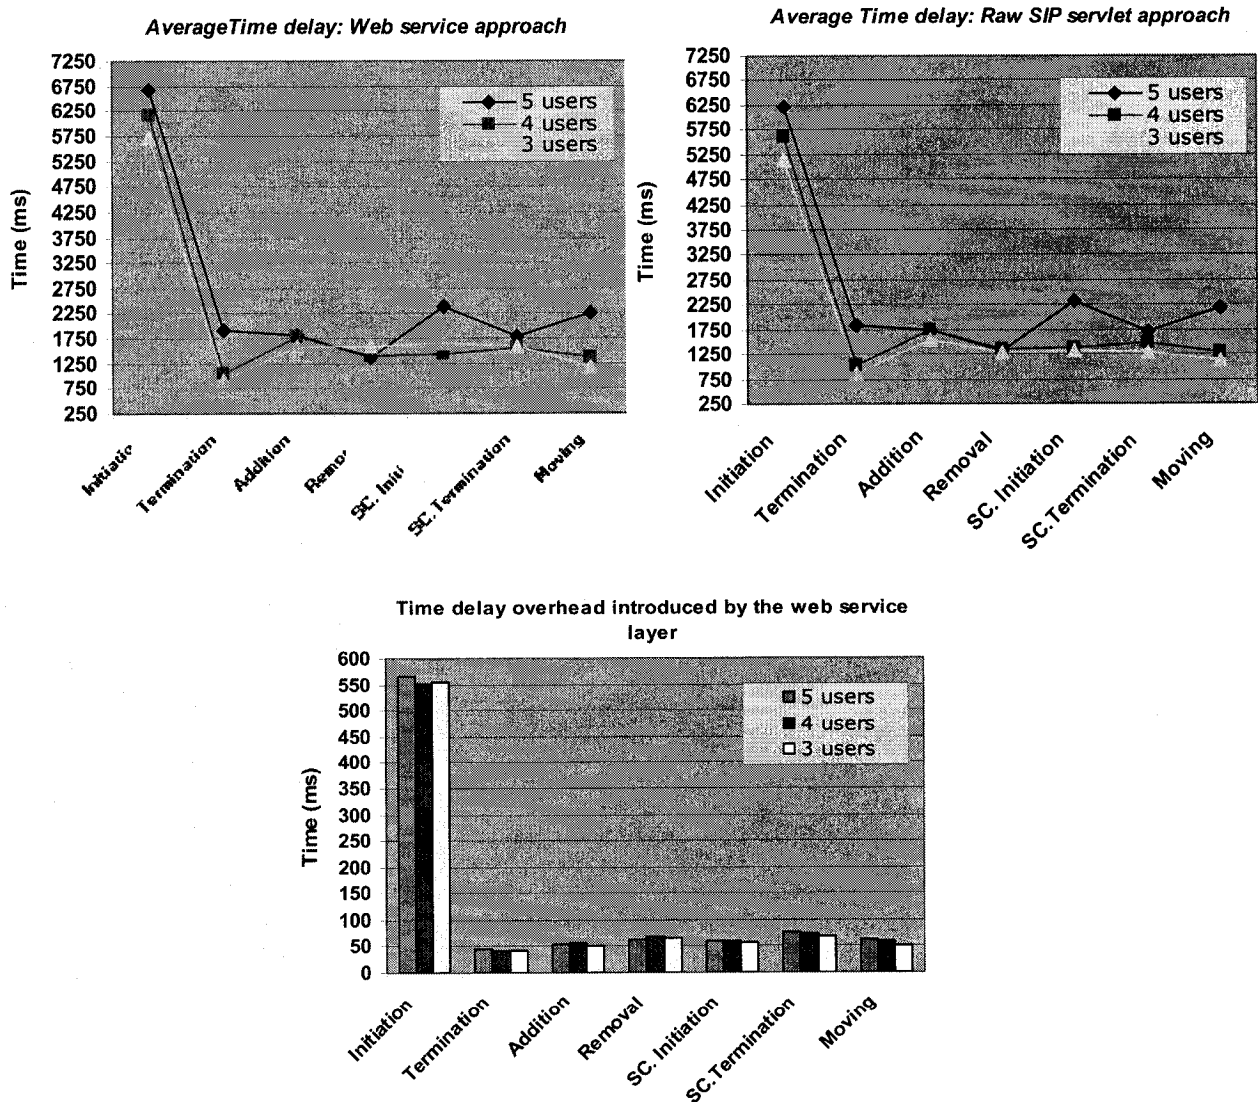 AverageTime delay: Web service approach
7250
6750
6250
5750
5250
4750
4250
3750
3250
2750
2250
1750
1250
750
250
Time (ms)
5 users
4 users
3 users
Termination
Addition
SC. Initi
SC.Termination
Moving
Average Time delay: Raw SIP servlet approach
7250
6750
6250
5750
5250
4750
4250
3750
3250
2750
2250
1750
1250
750
250
Time (ms)
5 users
4 users
3 users
Initiation
Termination
Addition
Removal
SC. Initiation
SC.Termination
Moving
Time delay overhead introduced by the web service
layer
600
550
500
450
400
350
300
250
200
150
100
50
0
Time (ms)
5 users
4 users
3 users
Initiation
Termination
Addition
Removal
SC. Initiation
SC.Termination
Moving